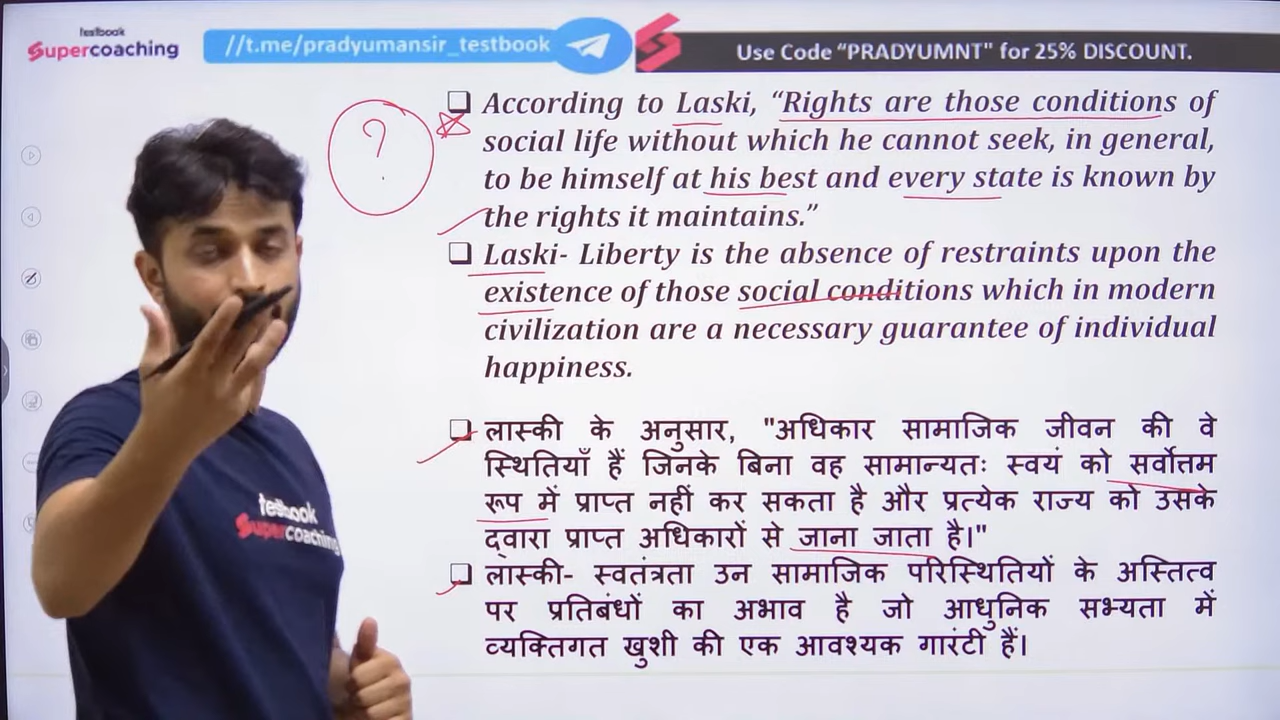 testbook
Supercoaching
//t.me/pradyumansir_testbook
Use Code “PRADYUMNT" for 25% DISCOUNT.
?
According to Laski, “Rights are those conditions of
social life without which he cannot seek, in general,
to be himself at his best and every state is known by
the rights it maintains.”
Laski- Liberty is the absence of restraints upon the
existence of those social conditions which in modern
civilization are a necessary guarantee of individual
happiness.
लास्की के अनुसार, "अधिकार सामाजिक जीवन की वे
स्थितियाँ हैं जिनके बिना वह सामान्यतः स्वयं को सर्वोत्तम
रूप में प्राप्त नहीं कर सकता है और प्रत्येक राज्य को उसके
द्वारा प्राप्त अधिकारों से जाना जाता है।"
लास्की- स्वतंत्रता उन सामाजिक परिस्थितियों के अस्तित्व
पर प्रतिबंधों का अभाव है जो आधुनिक सभ्यता में
व्यक्तिगत खुशी की एक आवश्यक गारंटी हैं।
testbook
Supercoaching